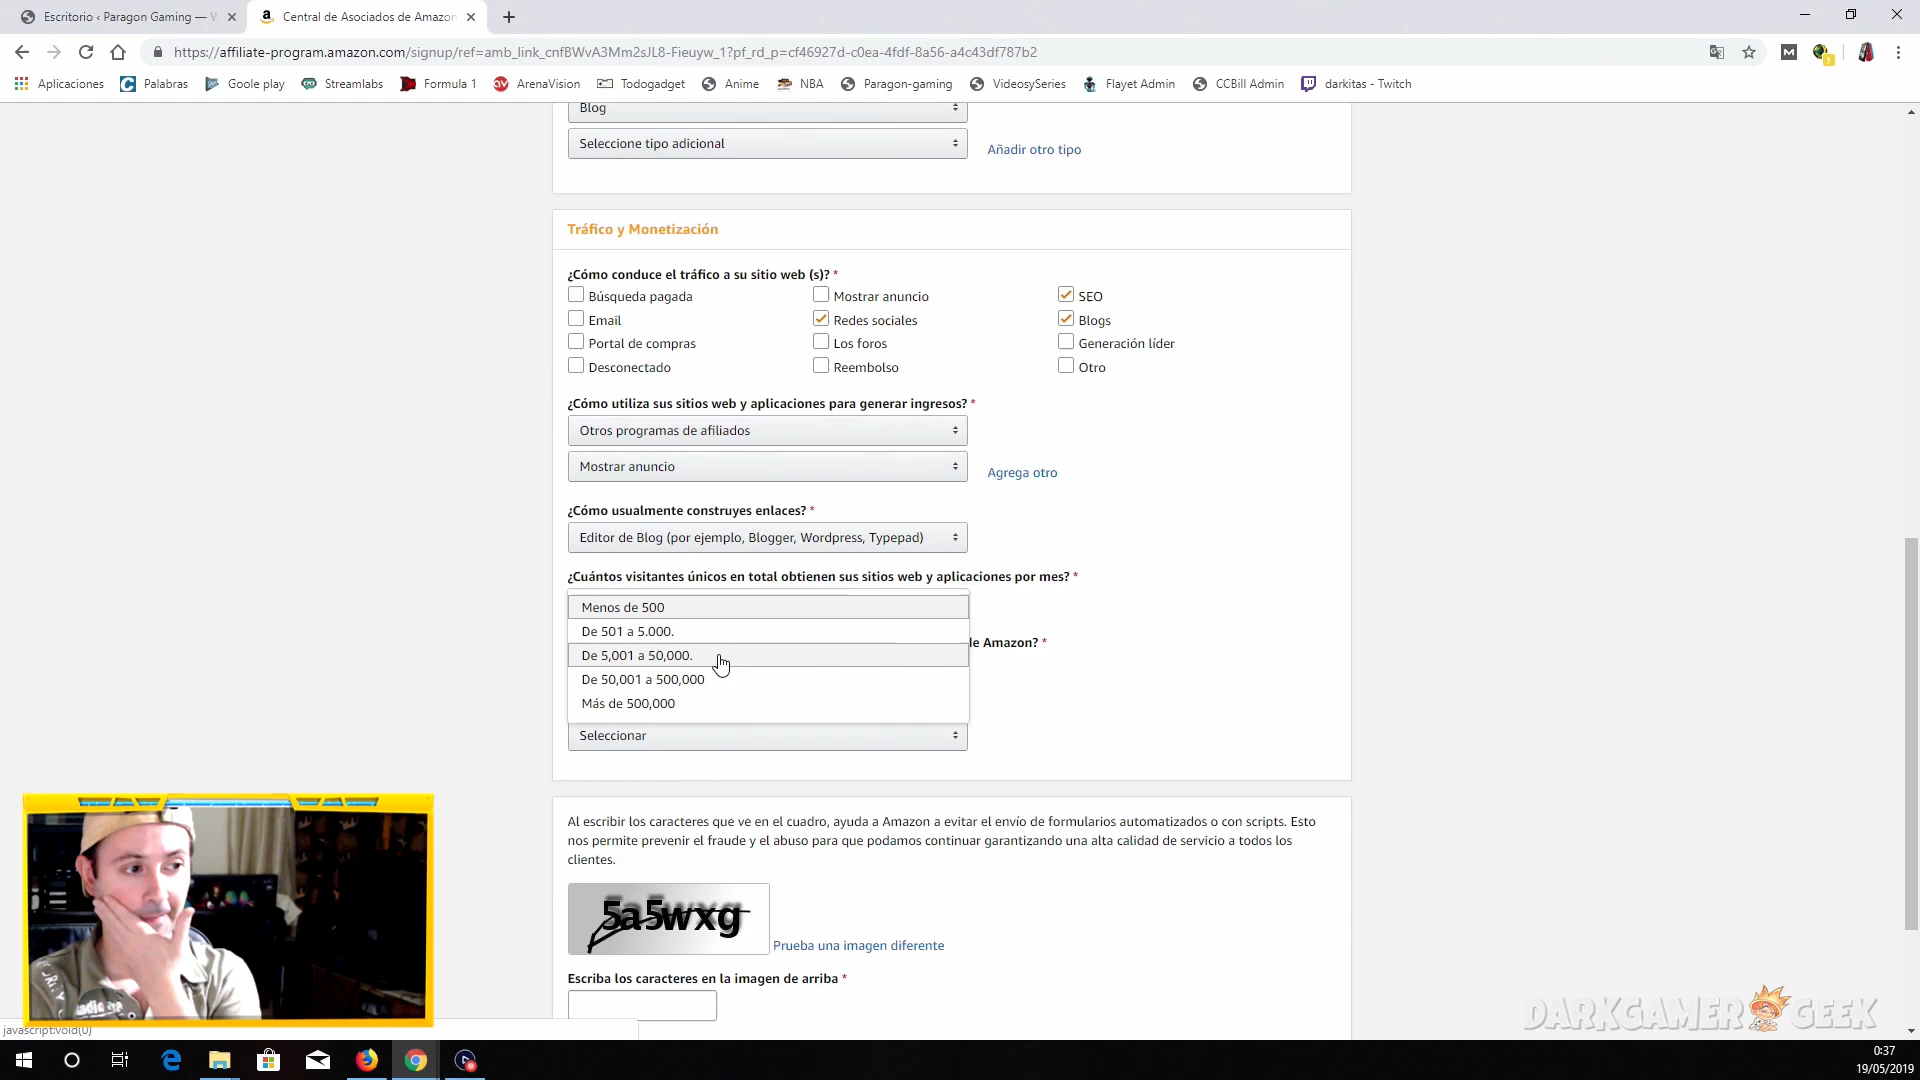 Escritorio ‹ Paragon Gaming — W
Central de Asociados de Amazon
https://affiliate-program.amazon.com/signup/ref=amb_link_cnfBWvA3Mm2sJL8-Fieuyw_1?pf_rd_p=cf46927d-c0ea-4fdf-8a56-a4c43df787b2
Aplicaciones Palabras Goole play Streamlabs Formula 1 ArenaVision Todogadget Anime NBA Paragon-gaming VideosySeries Flayet Admin CCBill Admin darkitas - Twitch
Blog
Seleccione tipo adicional
Añadir otro tipo
Tráfico y Monetización
¿Cómo conduce el tráfico a su sitio web (s)? *
Búsqueda pagada Mostrar anuncio SEO
Email Redes sociales Blogs
Portal de compras Los foros Generación líder
Desconectado Reembolso Otro
¿Cómo utiliza sus sitios web y aplicaciones para generar ingresos? *
Otros programas de afiliados
Mostrar anuncio
Agrega otro
¿Cómo usualmente construyes enlaces? *
Editor de Blog (por ejemplo, Blogger, Wordpress, Typepad)
¿Cuántos visitantes únicos en total obtienen sus sitios web y aplicaciones por mes? *
Menos de 500
De 501 a 5.000.
de Amazon? *
De 5,001 a 50,000.
De 50,001 a 500,000
Más de 500,000
Seleccionar
Al escribir los caracteres que ve en el cuadro, ayuda a Amazon a evitar el envío de formularios automatizados o con scripts. Esto
nos permite prevenir el fraude y el abuso para que podamos continuar garantizando una alta calidad de servicio a todos los
clientes.
5a5wxg
Prueba una imagen diferente
Escriba los caracteres en la imagen de arriba *
DARKGAMER GEEK
javascript:void(0)
0:37
19/05/2019